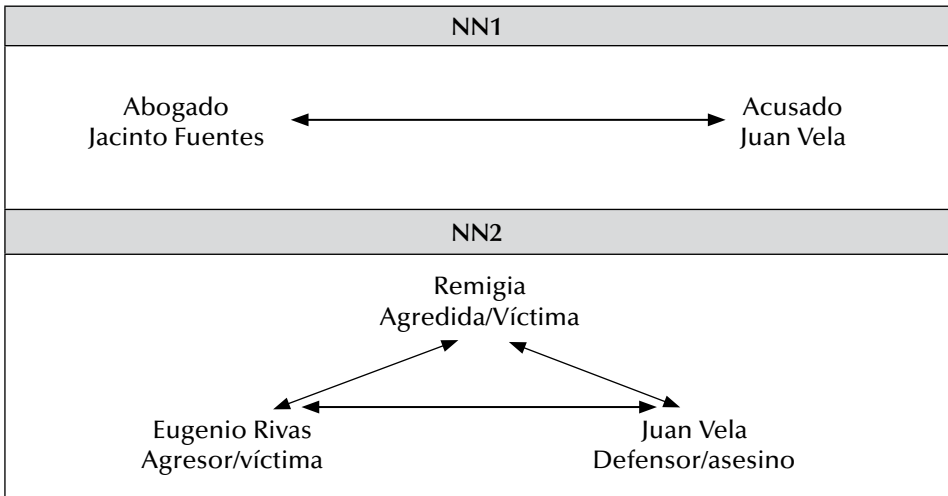 NN1
Abogado
Jacinto Fuentes
Acusado
Juan Vela
NN2
Remigia
Agredida/Víctima
Eugenio Rivas
Agresor/víctima
Juan Vela
Defensor/asesino